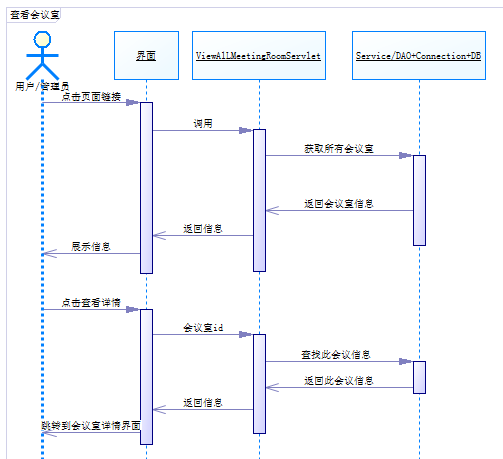 查看会议室
界面
ViewAllMeetingRoomServlet
Service/DAO+Connection+DB
用户/管理员
点击页面链接
调用
获取所有会议室
返回会议室信息
返回信息
展示信息
点击查看详情
会议室id
查找此会议信息
返回此会议信息
返回信息
跳转到会议室详情界面